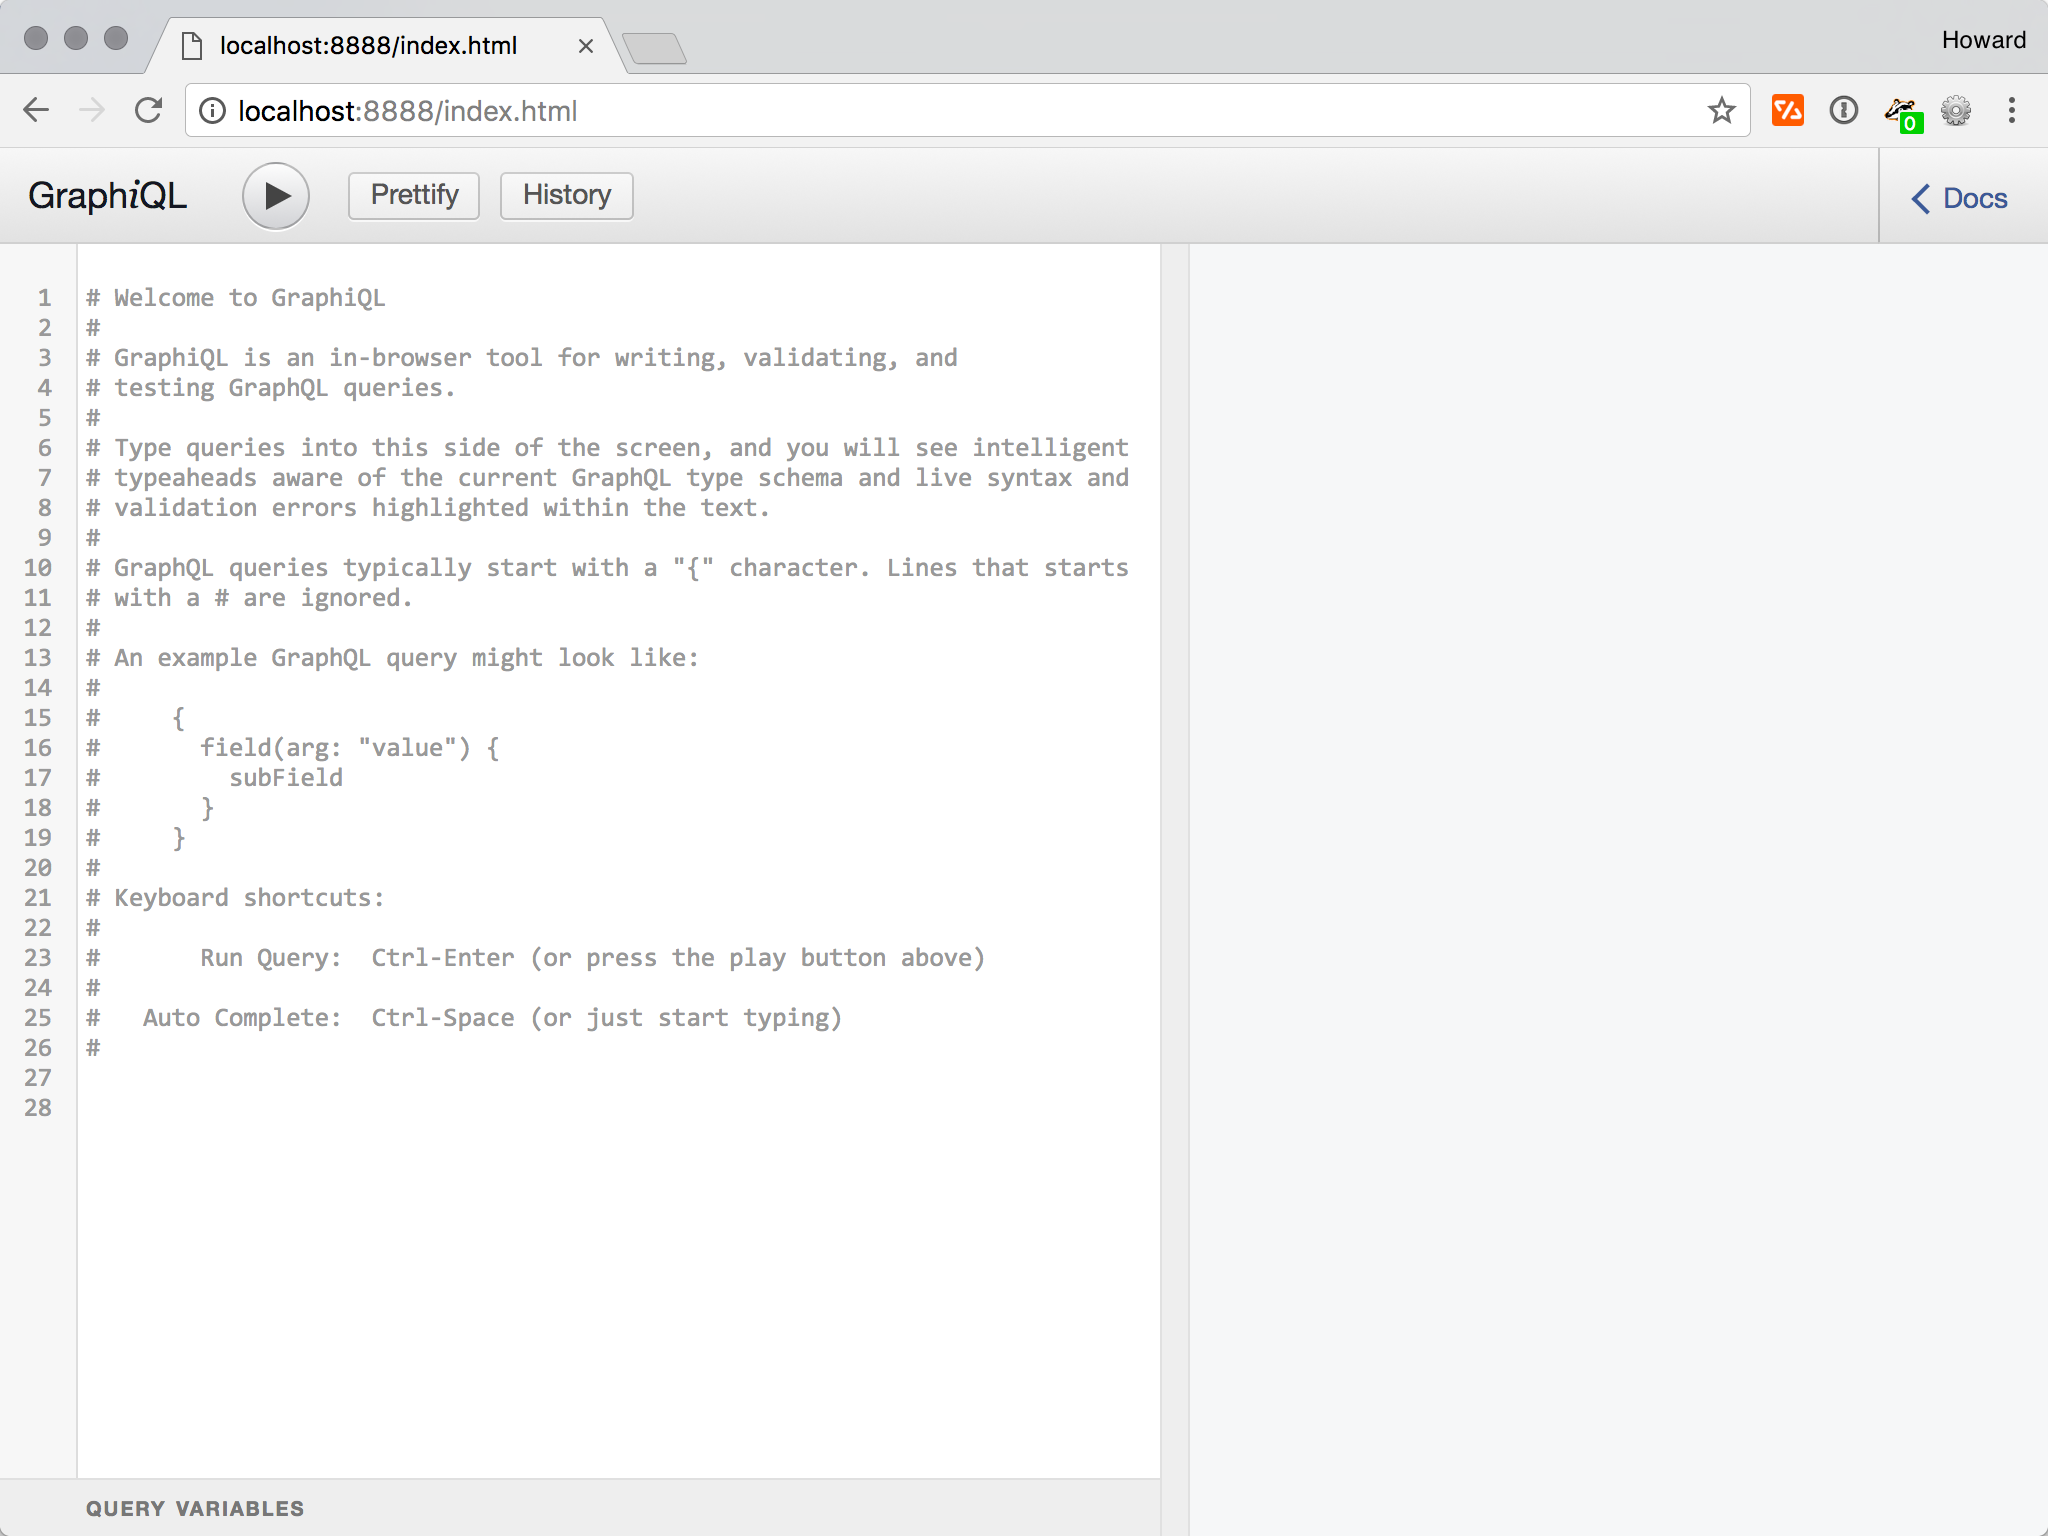 localhost:8888/index.html
Howard
localhost:8888/index.html
0
GraphiQL
Prettify
History
Docs
1 # Welcome to GraphiQL
2 #
3 # GraphiQL is an in-browser tool for writing, validating, and
4 # testing GraphQL queries.
5 #
6 # Type queries into this side of the screen, and you will see intelligent
7 # typeaheads aware of the current GraphQL type schema and live syntax and
8 # validation errors highlighted within the text.
9 #
10 # GraphQL queries typically start with a "{" character. Lines that starts
11 # with a # are ignored.
12 #
13 # An example GraphQL query might look like:
14 #
15 #     {
16 #       field(arg: "value") {
17 #         subField
18 #       }
19 #     }
20 #
21 # Keyboard shortcuts:
22 #
23 #       Run Query:  Ctrl-Enter (or press the play button above)
24 #
25 #   Auto Complete:  Ctrl-Space (or just start typing)
26 #
27
28
QUERY VARIABLES